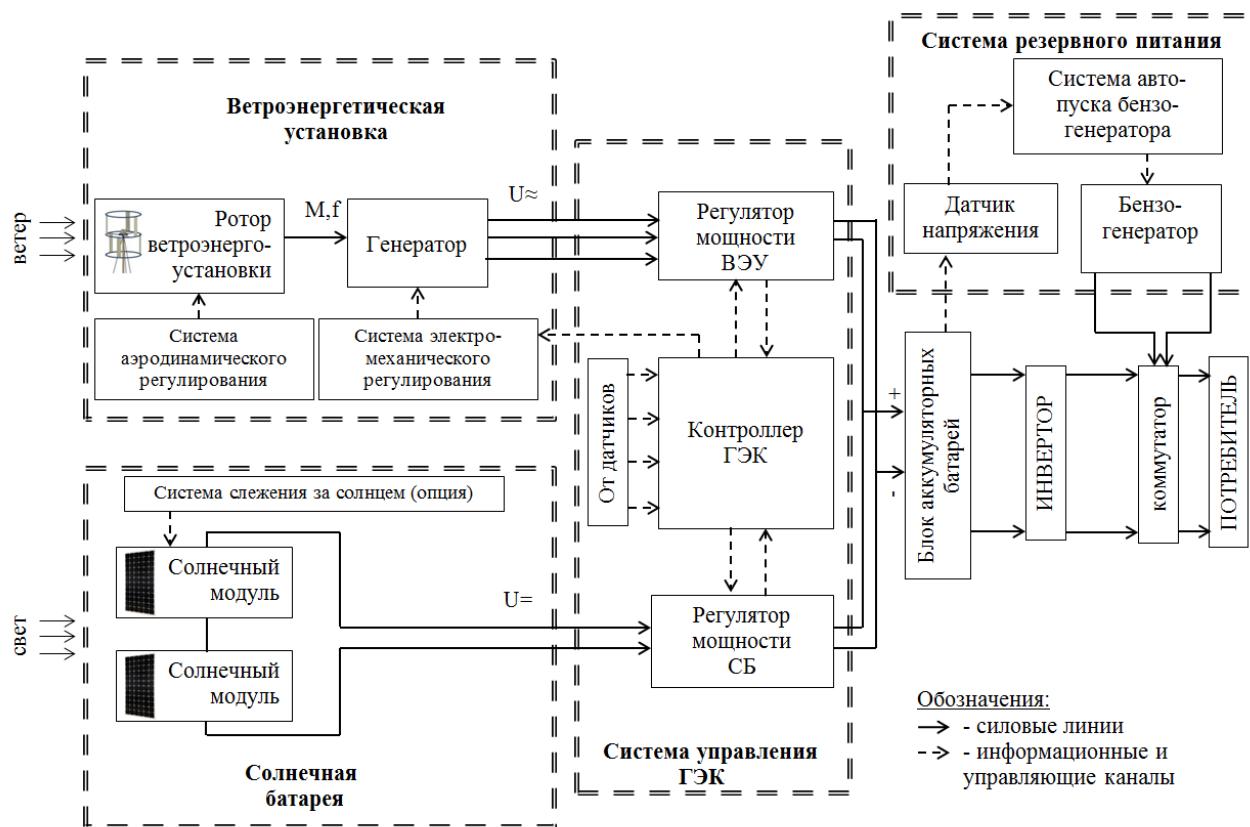 Система резервного питания
Система авто-
пуска бензо-
генератора
Датчик
напряжения
Бензо-
генератор
Ветроэнергетическая
установка
ветер
Ротор
ветроэнерго-
установки
M,f
Генератор
U≈
Система
аэродинамического
регулирования
Система электро-
механического
регулирования
Регулятор
мощности
ВЭУ
От датчиков
Контроллер
ГЭК
Регулятор
мощности
СБ
Система управления
ГЭК
+
-
Блок аккумуляторных
батарей
ИНВЕРТОР
коммутатор
ПОТРЕБИТЕЛЬ
свет
Система слежения за солнцем (опция)
Солнечный
модуль
Солнечный
модуль
U=
Солнечная
батарея
Обозначения:
- силовые линии
- информационные и
управляющие каналы